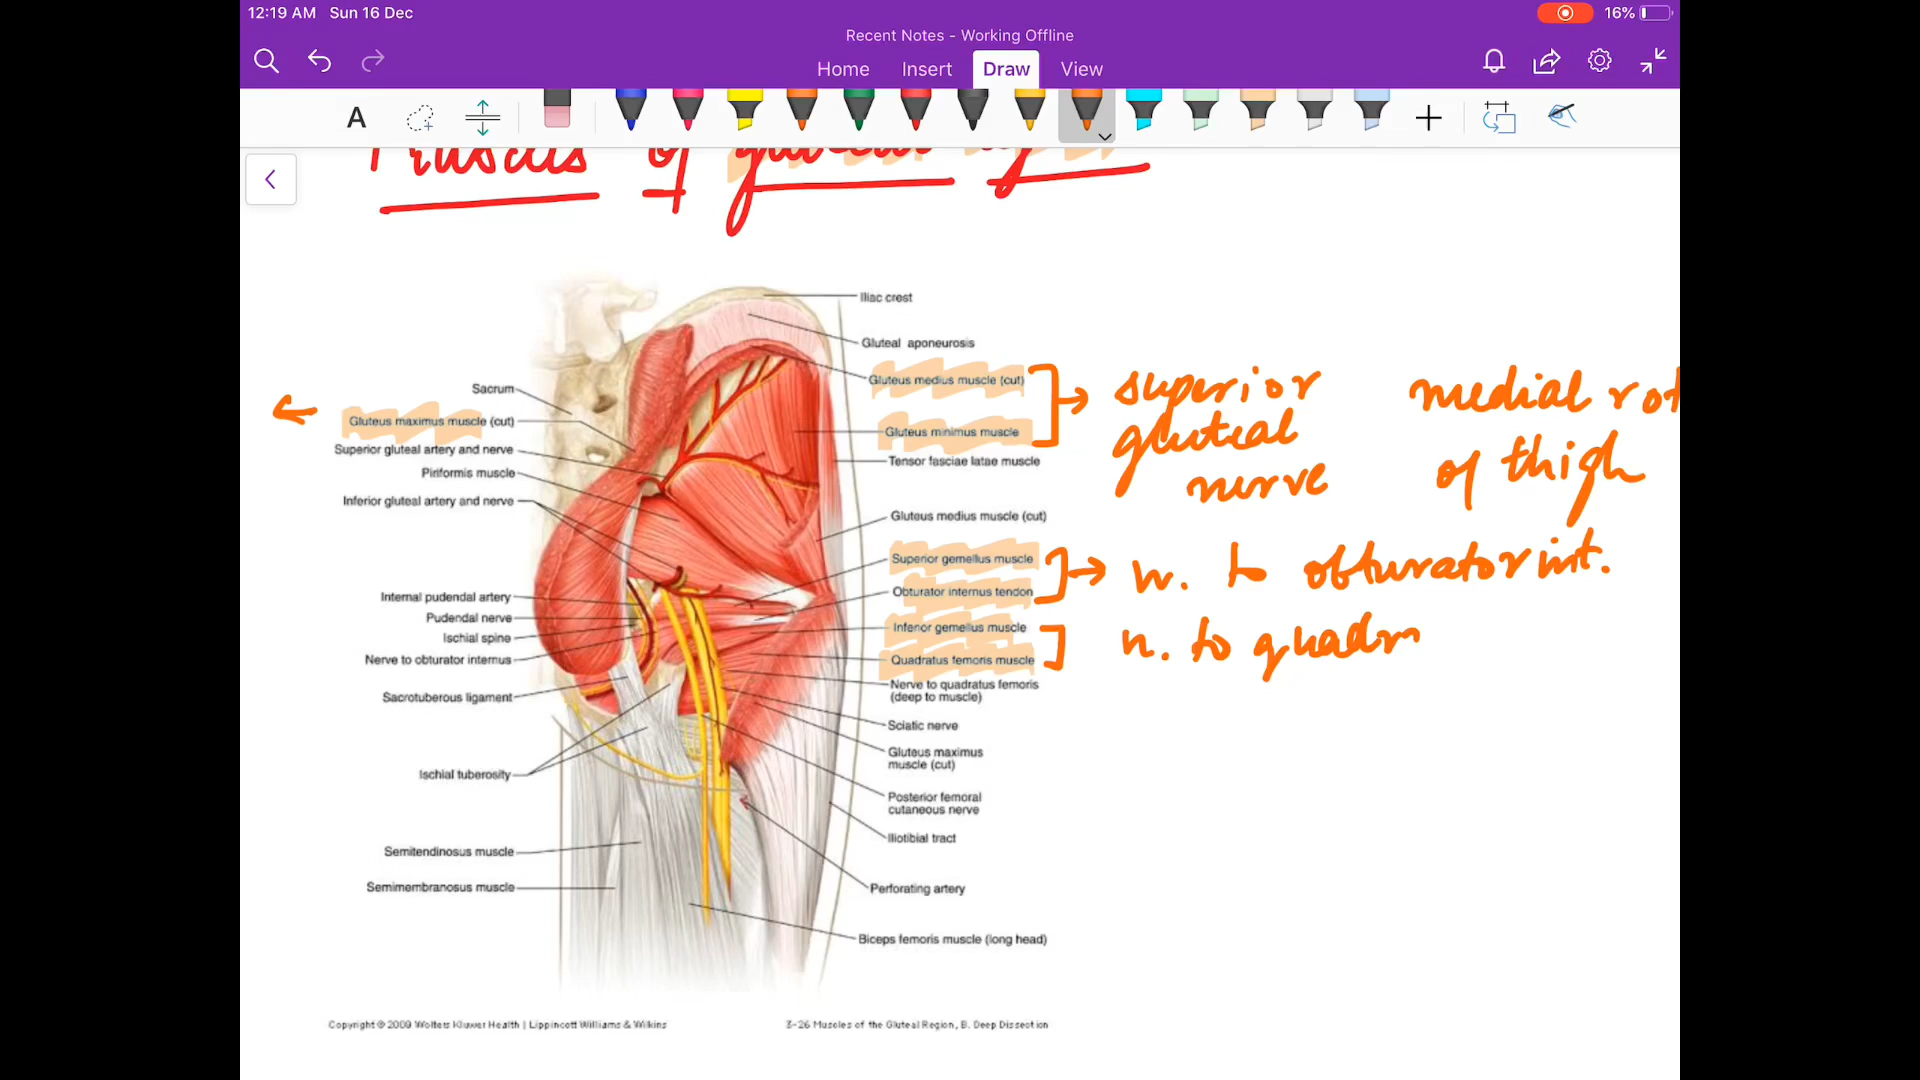 12:19 AM Sun 16 Dec
16%
Recent Notes - Working Offline
Home Insert Draw View
A
Muscles of gluteal
Iliac crest
Gluteal aponeurosis
Gluteus medius muscle (cut)
Gluteus minimus muscle
Tensor fasciae latae muscle
Gluteus medius muscle (cut)
Superior gemellus muscle
Obturator internus tendon
Inferior gemellus muscle
Quadratus femoris muscle
Nerve to quadratus femoris
(deep to muscle)
Sciatic nerve
Gluteus maximus
muscle (cut)
Posterior femoral
cutaneous nerve
Iliotibial tract
Perforating artery
Biceps femoris muscle (long head)
Sacrum
Gluteus maximus muscle (cut)
Superior gluteal artery and nerve
Piriformis muscle
Inferior gluteal artery and nerve
Internal pudendal artery
Pudendal nerve
Ischial spine
Nerve to obturator internus
Sacrotuberous ligament
Ischial tuberosity
Semitendinosus muscle
Semimembranosus muscle
superior
gluteal
nerve
medial rot
of thigh
n. to obturator int.
n. to quadr
Copyright © 2009 Wolters Kluwer Health | Lippincott Williams & Wilkins
3-26 Muscles of the Gluteal Region, B. Deep Dissection